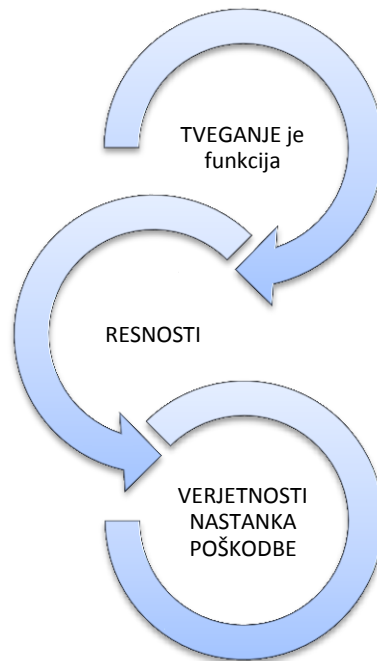 TVEGANJE je
funkcija
RESNOSTI
VERJETNOSTI
NASTANKA
POŠKODBE